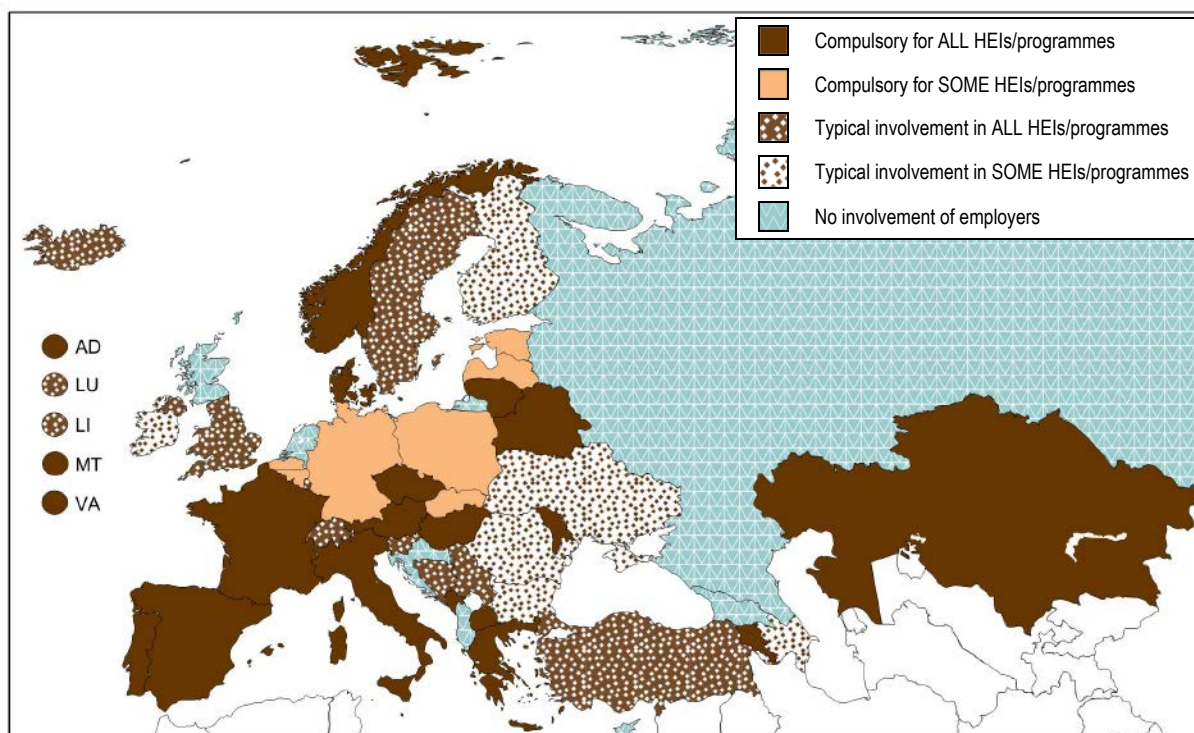 Compulsory for ALL HEIs/programmes
Compulsory for SOME HEIs/programmes
Typical involvement in ALL HEIs/programmes
Typical involvement in SOME HEIs/programmes
No involvement of employers
AD
LU
LI
MT
VA